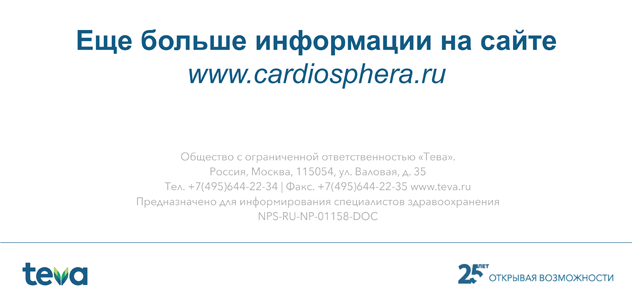 Еще больше информации на сайте
www.cardiosphera.ru
Общество с ограниченной ответственностью «Тева».
Россия, Москва, 115054, ул. Валовая, д. 35
Тел. +7(495)644-22-34 | Факс. +7(495)644-22-35 www.teva.ru
Предназначено для информирования специалистов здравоохранения
NPS-RU-NP-01158-DOC
teva
25 ЛЕТ ОТКРЫВАЯ ВОЗМОЖНОСТИ